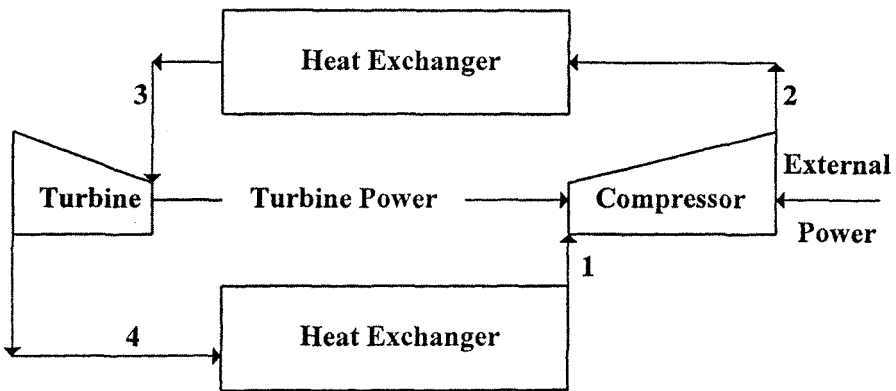 Heat Exchanger
3
2
External
Turbine
Turbine Power
Compressor
Power
1
4
Heat Exchanger